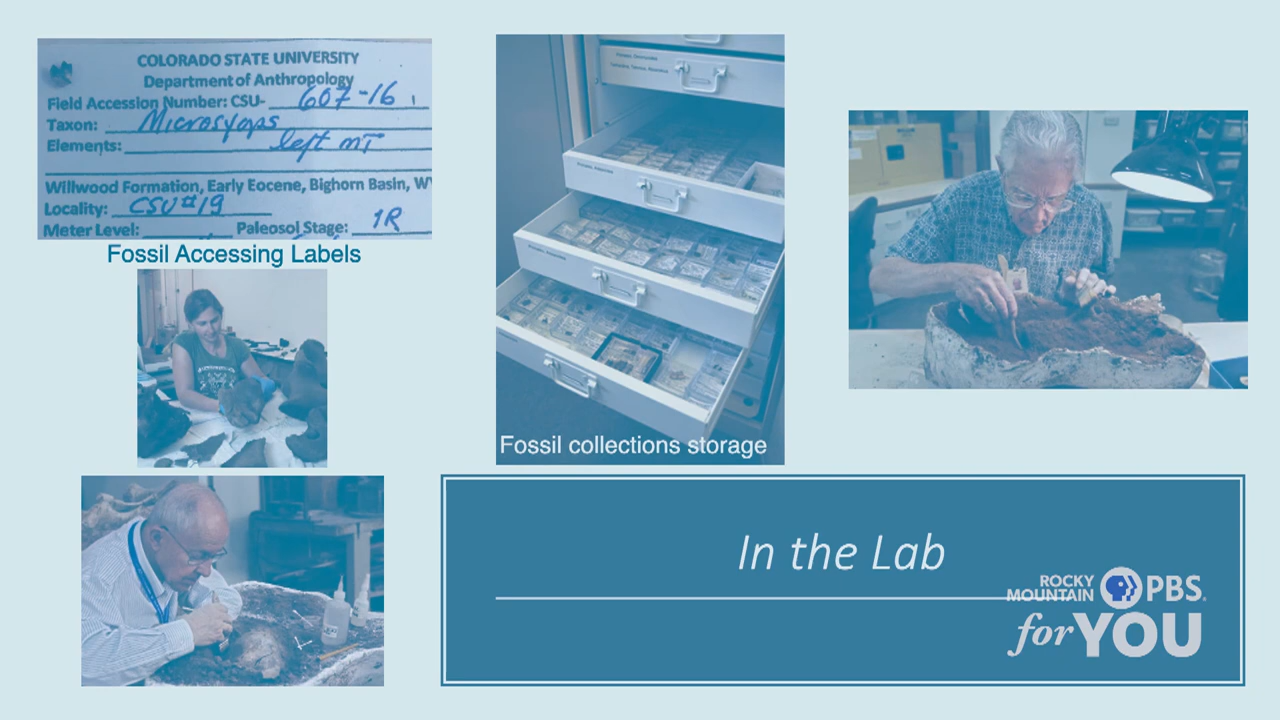 COLORADO STATE UNIVERSITY
Department of Anthropology
Field Accession Number: CSU- 607-16
Taxon: Microsyops
Elements: left MT
Willwood Formation, Early Eocene, Bighorn Basin, W
Locality: CSU#19
Meter Level: Paleosol Stage: 1R
Fossil Accessing Labels
Fossil collections storage
In the Lab
ROCKY
MOUNTAIN PBS
for YOU